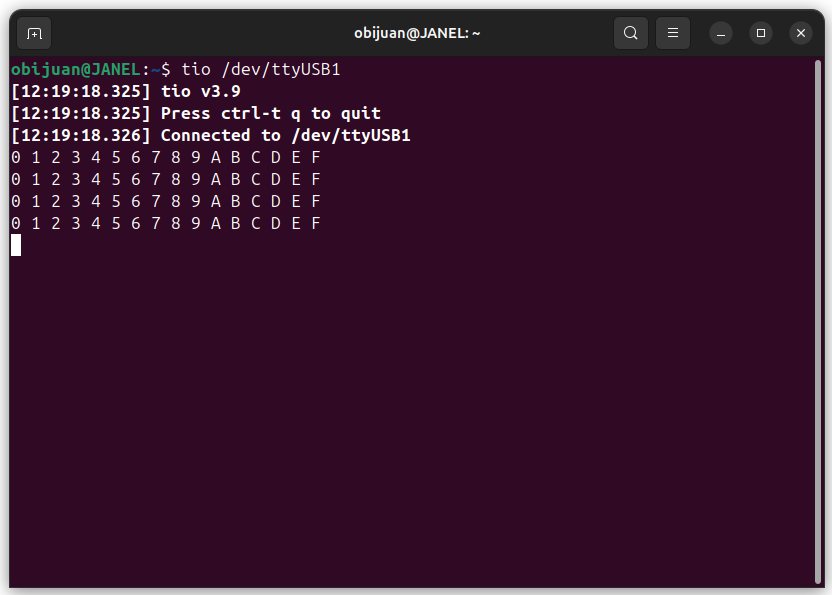 obijuan@JANEL: ~
obijuan@JANEL:~$ tio /dev/ttyUSB1
[12:19:18.325] tio v3.9
[12:19:18.325] Press ctrl-t q to quit
[12:19:18.326] Connected to /dev/ttyUSB1
0 1 2 3 4 5 6 7 8 9 A B C D E F
0 1 2 3 4 5 6 7 8 9 A B C D E F
0 1 2 3 4 5 6 7 8 9 A B C D E F
0 1 2 3 4 5 6 7 8 9 A B C D E F